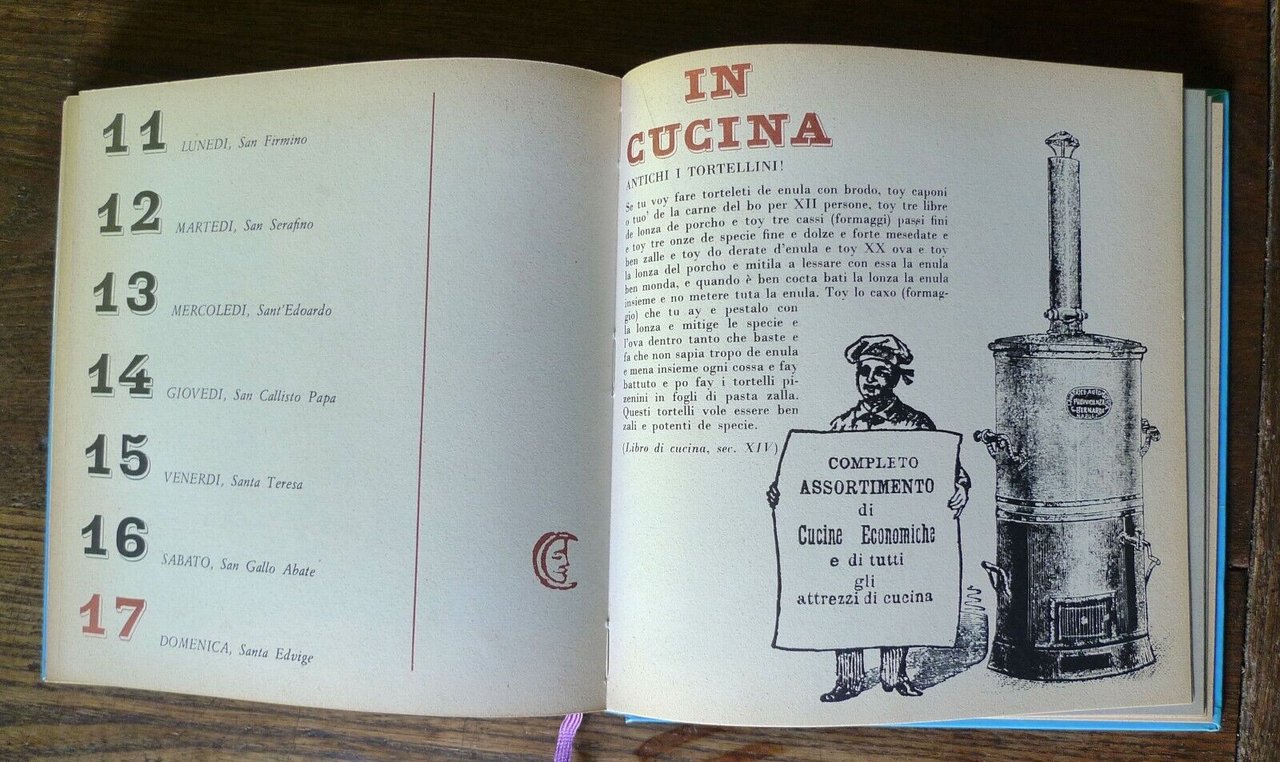 11 LUNEDI, San Firmino
12 MARTEDI, San Serafino
13 MERCOLEDI, Sant'Edoardo
14 GIOVEDI, San Callisto Papa
15 VENERDI, Santa Teresa
16 SABATO, San Gallo Abate
17 DOMENICA, Santa Edvige
IN
CUCINA
ANTICHI I TORTELLINI!
Se tu voy fare torteleti de enula con brodo, toy caponi
o tuo' de la carne del bo per XII persone, toy tre libre
de lonza de porcho e toy tre cassi (formaggi) passi fini
e toy tre onze de specie fine e dolze e forte mesedate e
ben zalle e toy do derate d'enula e toy XX ova e toy
la lonza del porcho e mitila a lessare con essa la enula
ben monda, e quando è ben cocta bati la lonza la enula
insieme e no metere tuta la enula. Toy lo caxo (formag-
gio) che tu ay e pestalo con
la lonza e mitige le specie e
l'ova dentro tanto che baste e
fa che non sapia tropo de enula
e mena insieme ogni cossa e fay
battuto e po fay i tortelli pi-
zenini in fogli di pasta zalla.
Questi tortelli vole essere ben
zali e potenti de specie.
(Libro di cucina, sec. XIV)
COMPLETO
ASSORTIMENTO
di
Cucine Economiche
e di tutti
gli
attrezzi di cucina
BERNARDI